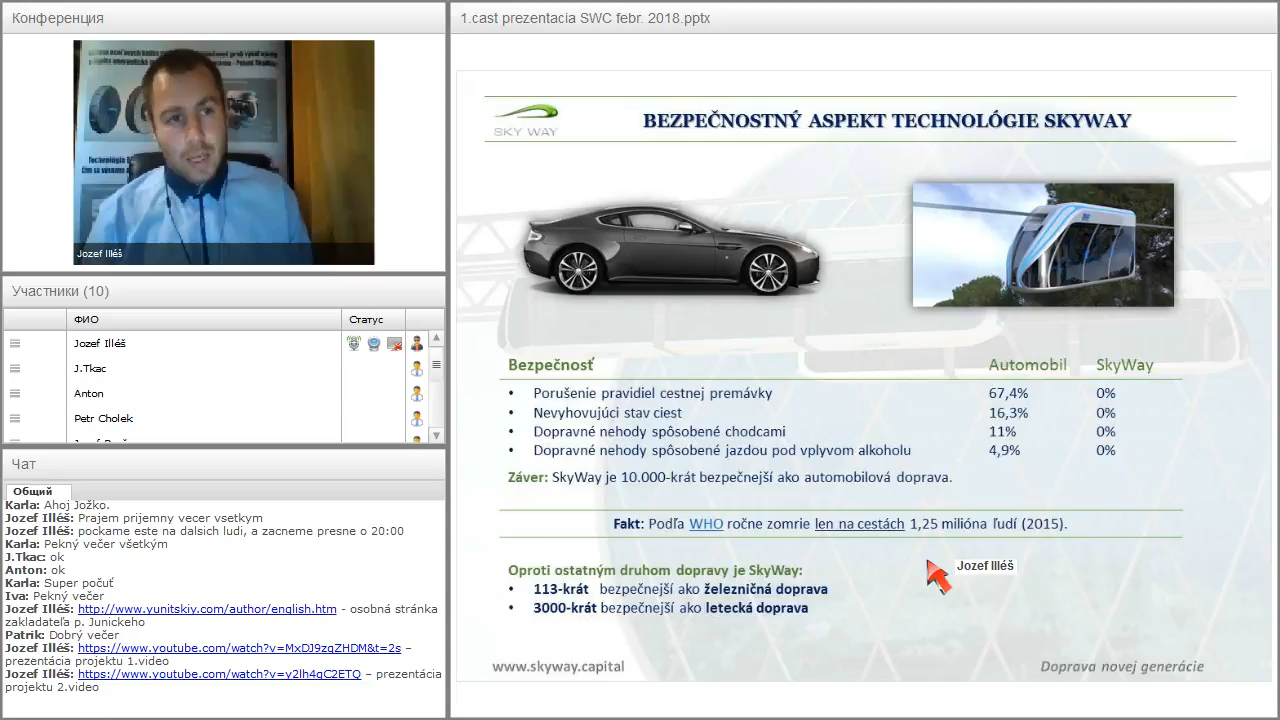 Конференция
Jozef Illéš
Участники (10)
ФИО Статус
Jozef Illéš
J.Tkac
Anton
Petr Cholek
Чат
Общий
Karla: Ahoj Jožko.
Jozef Illéš: Prajem prijemny vecer vsetkym
Jozef Illéš: pockame este na dalsich ludi, a zacneme presne o 20:00
Karla: Pekný večer všetkým
J.Tkac: ok
Anton: ok
Karla: Super počuť
Iva: Pekný večer
Jozef Illéš: http://www.yunitskiy.com/author/english.htm - osobná stránka
zakladateľa p. Junickeho
Patrik: Dobrý večer
Jozef Illéš: https://www.youtube.com/watch?v=MxDJ9zqZHDM&t=2s –
prezentácia projektu 1.video
Jozef Illéš: https://www.youtube.com/watch?v=y2lh4qC2ETQ – prezentácia
projektu 2.video
1.cast prezentacia SWC febr. 2018.pptx
SKY WAY
BEZPEČNOSTNÝ ASPEKT TECHNOLÓGIE SKYWAY
Bezpečnosť Automobil SkyWay
• Porušenie pravidiel cestnej premávky 67,4% 0%
• Nevyhovujúci stav ciest 16,3% 0%
• Dopravné nehody spôsobené chodcami 11% 0%
• Dopravné nehody spôsobené jazdou pod vplyvom alkoholu 4,9% 0%
Záver: SkyWay je 10.000-krát bezpečnejší ako automobilová doprava.
Fakt: Podľa WHO ročne zomrie len na cestách 1,25 milióna ľudí (2015).
Jozef Illéš
Oproti ostatným druhom dopravy je SkyWay:
• 113-krát bezpečnejší ako železničná doprava
• 3000-krát bezpečnejší ako letecká doprava
www.skyway.capital
Doprava novej generácie